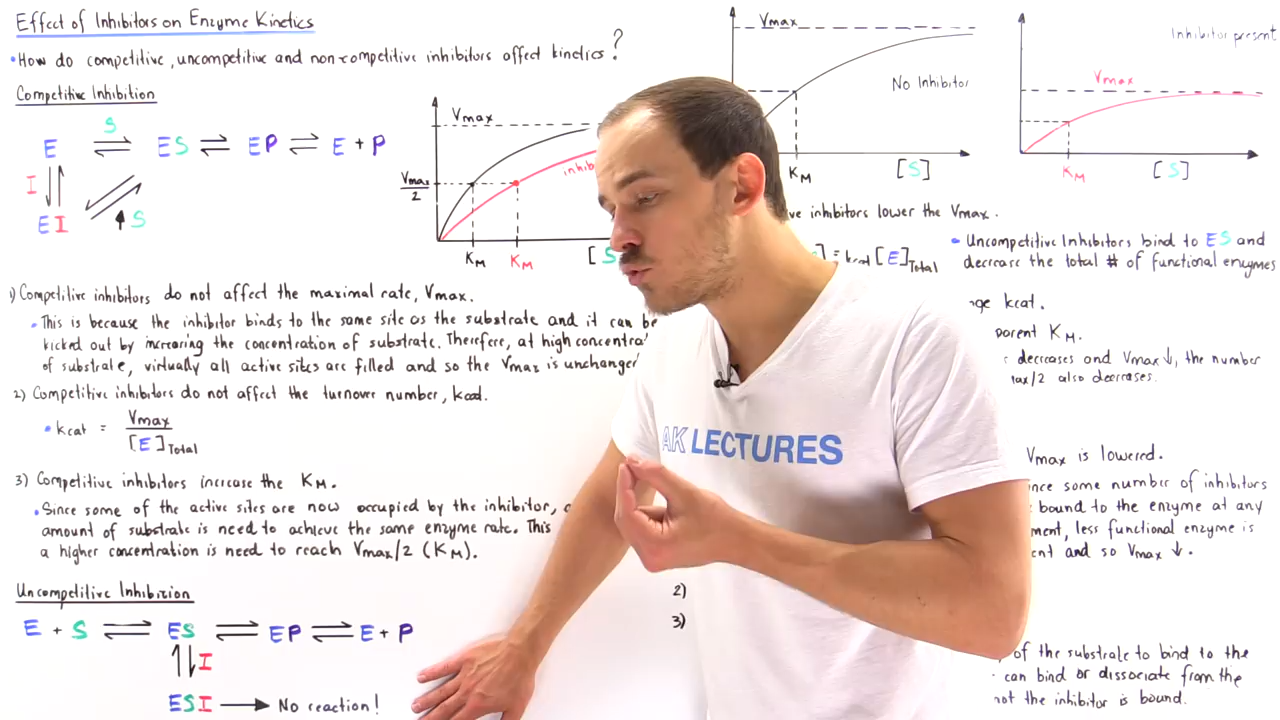 Effect of Inhibitors on Enzyme Kinetics
• How do competitive, uncompetitive and non-competitive inhibitors affect kinetics?
Competitive Inhibition
S
E ⇌ ES ⇌ EP ⇌ E + P
I
EI
S
Vmax
Vmax/2
KM KM [S
1) Competitive inhibitors do not affect the maximal rate, Vmax.
• This is because the inhibitor binds to the same site as the substrate and it can be
kicked out by increasing the concentration of substrate. Therefore, at high
of substrate, virtually all active sites are filled and so the Vmax is unchanged
2) Competitive inhibitors do not affect the turnover number, kcat.
• kcat = Vmax
[E]Total
3) Competitive inhibitors increase the KM.
• Since some of the active sites are now occupied by the inhibitor,
amount of substrate is need to achieve the same enzyme rate. This
a higher concentration is need to reach Vmax/2 (KM).
Uncompetitive Inhibition
E + S ⇌ ES ⇌ EP ⇌ E + P
I
ESI → No reaction!
Vmax
No Inhibitor
KM [S]
Inhibitor present
Vmax
KM [S]
inhibitors lower the Vmax.
= kcat [E]Total
• Uncompetitive Inhibitors bind to ES and
decrease the total # of functional enzymes
kcat.
KM.
decreases and Vmax↓, the number
also decreases.
Vmax is lowered.
some number of inhibitors
bound to the enzyme at any
less functional enzyme is
and so Vmax ↓.
2)
3)
of the substrate to bind to the
can bind or dissociate from the
not the inhibitor is bound.
AK LECTURES